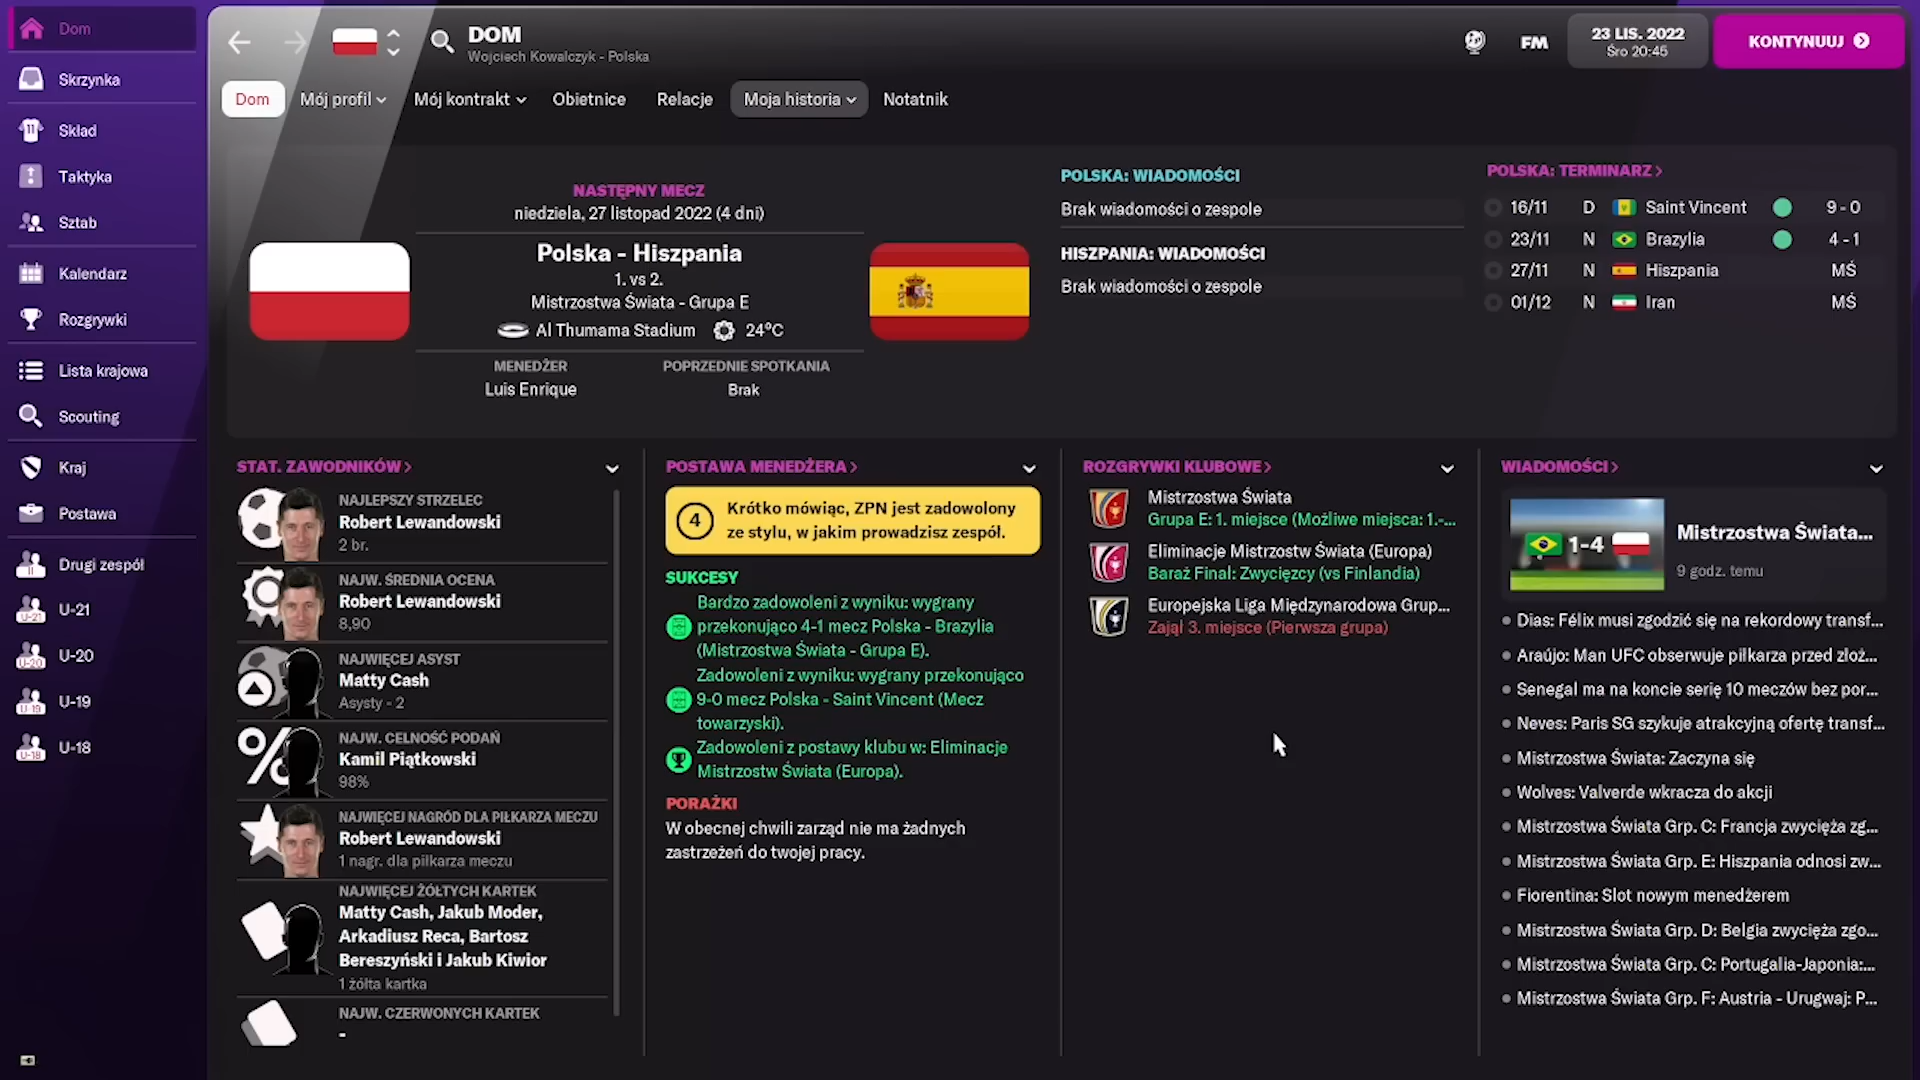 Dom
Skrzynka
Skład
Taktyka
Sztab
Kalendarz
Rozgrywki
Lista krajowa
Scouting
Kraj
Postawa
Drugi zespół
U-21
U-20
U-19
U-18
DOM
Wojciech Kowalczyk - Polska
FM
23 LIS. 2022
Śro 20:45
KONTYNUUJ
Dom
Mój profil
Mój kontrakt
Obietnice
Relacje
Moja historia
Notatnik
NASTĘPNY MECZ
niedziela, 27 listopad 2022 (4 dni)
Polska - Hiszpania
1. vs 2.
Mistrzostwa Świata - Grupa E
Al Thumama Stadium 24°C
MENEDŻER
Luis Enrique
POPRZEDNIE SPOTKANIA
Brak
POLSKA: WIADOMOŚCI
Brak wiadomości o zespole
HISZPANIA: WIADOMOŚCI
Brak wiadomości o zespole
POLSKA: TERMINARZ
16/11 D Saint Vincent 9 - 0
23/11 N Brazylia 4 - 1
27/11 N Hiszpania MŚ
01/12 N Iran MŚ
STAT. ZAWODNIKÓW
NAJLEPSZY STRZELEC
Robert Lewandowski
2 br.
NAJW. ŚREDNIA OCENA
Robert Lewandowski
8,90
NAJWIĘCEJ ASYST
Matty Cash
Asysty - 2
NAJW. CELNOŚĆ PODAŃ
Kamil Piątkowski
98%
NAJWIĘCEJ NAGRÓD DLA PIŁKARZA MECZU
Robert Lewandowski
1 nagr. dla piłkarza meczu
NAJWIĘCEJ ŻÓŁTYCH KARTEK
Matty Cash, Jakub Moder,
Arkadiusz Reca, Bartosz
Bereszyński i Jakub Kiwior
1 żółta kartka
NAJW. CZERWONYCH KARTEK
-
POSTAWA MENEDŻERA
4
Krótko mówiąc, ZPN jest zadowolony
ze stylu, w jakim prowadzisz zespół.
SUKCESY
Bardzo zadowoleni z wyniku: wygrany
przekonująco 4-1 mecz Polska - Brazylia
(Mistrzostwa Świata - Grupa E).
Zadowoleni z wyniku: wygrany przekonująco
9-0 mecz Polska - Saint Vincent (Mecz
towarzyski).
Zadowoleni z postawy klubu w: Eliminacje
Mistrzostw Świata (Europa).
PORAŻKI
W obecnej chwili zarząd nie ma żadnych
zastrzeżeń do twojej pracy.
ROZGRYWKI KLUBOWE
Mistrzostwa Świata
Grupa E: 1. miejsce (Możliwe miejsca: 1.-...
Eliminacje Mistrzostw Świata (Europa)
Baraż Finał: Zwycięzcy (vs Finlandia)
Europejska Liga Międzynarodowa Grup...
Zajął 3. miejsce (Pierwsza grupa)
WIADOMOŚCI
1-4
Mistrzostwa Świata...
9 godz. temu
Dias: Félix musi zgodzić się na rekordowy transf...
Araújo: Man UFC obserwuje piłkarza przed złoż...
Senegal ma na koncie serię 10 meczów bez por...
Neves: Paris SG szykuje atrakcyjną ofertę transf...
Mistrzostwa Świata: Zaczyna się
Wolves: Valverde wkracza do akcji
Mistrzostwa Świata Grp. C: Francja zwycięża zg...
Mistrzostwa Świata Grp. E: Hiszpania odnosi zw...
Fiorentina: Slot nowym menedżerem
Mistrzostwa Świata Grp. D: Belgia zwycięża zgo...
Mistrzostwa Świata Grp. C: Portugalia-Japonia:...
Mistrzostwa Świata Grp. F: Austria - Urugwaj: P...